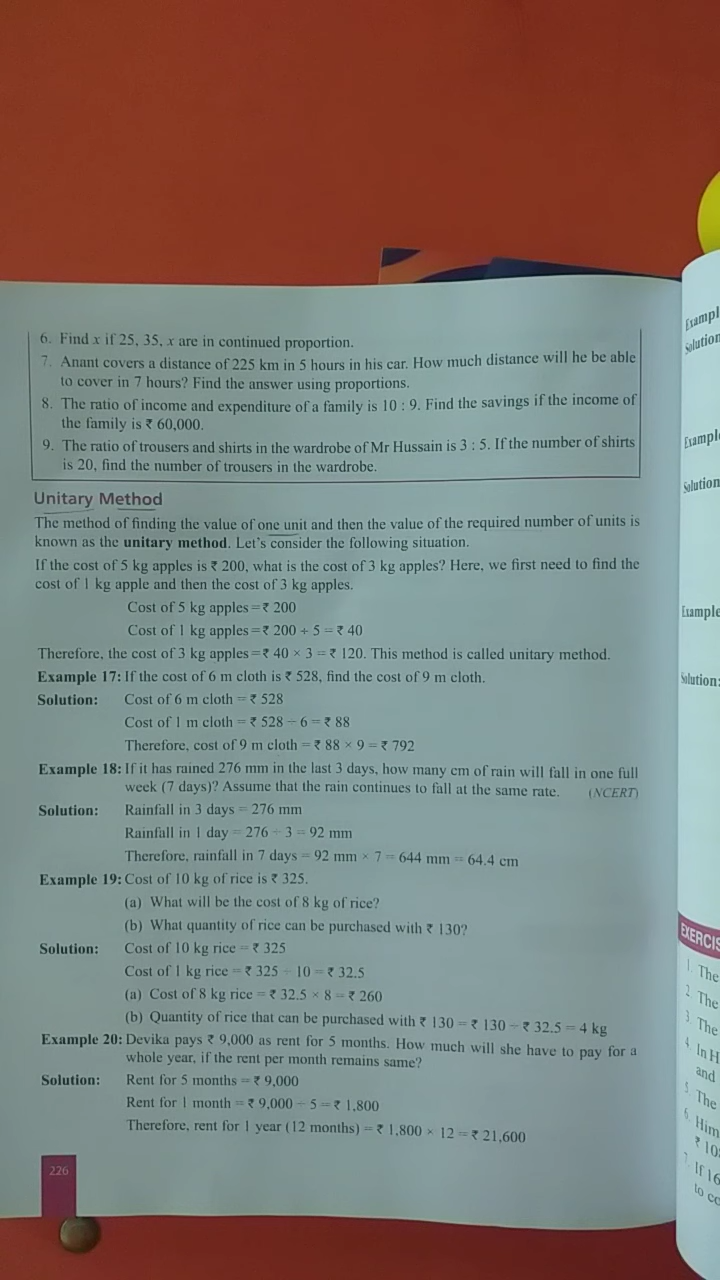 6. Find x if 25, 35, x are in continued proportion.
7. Anant covers a distance of 225 km in 5 hours in his car. How much distance will he be able
to cover in 7 hours? Find the answer using proportions.
8. The ratio of income and expenditure of a family is 10 : 9. Find the savings if the income of
the family is ₹ 60,000.
9. The ratio of trousers and shirts in the wardrobe of Mr Hussain is 3 : 5. If the number of shirts
is 20, find the number of trousers in the wardrobe.
Unitary Method
The method of finding the value of one unit and then the value of the required number of units is
known as the unitary method. Let's consider the following situation.
If the cost of 5 kg apples is ₹ 200, what is the cost of 3 kg apples? Here, we first need to find the
cost of 1 kg apple and then the cost of 3 kg apples.
Cost of 5 kg apples = ₹ 200
Cost of 1 kg apples = ₹ 200 ÷ 5 = ₹ 40
Therefore, the cost of 3 kg apples = ₹ 40 × 3 = ₹ 120. This method is called unitary method.
Example 17: If the cost of 6 m cloth is ₹ 528, find the cost of 9 m cloth.
Solution: Cost of 6 m cloth = ₹ 528
Cost of 1 m cloth = ₹ 528 ÷ 6 = ₹ 88
Therefore, cost of 9 m cloth = ₹ 88 × 9 = ₹ 792
Example 18: If it has rained 276 mm in the last 3 days, how many cm of rain will fall in one full
week (7 days)? Assume that the rain continues to fall at the same rate. (NCERT)
Solution: Rainfall in 3 days = 276 mm
Rainfall in 1 day = 276 ÷ 3 = 92 mm
Therefore, rainfall in 7 days = 92 mm × 7 = 644 mm = 64.4 cm
Example 19: Cost of 10 kg of rice is ₹ 325.
(a) What will be the cost of 8 kg of rice?
(b) What quantity of rice can be purchased with ₹ 130?
Solution: Cost of 10 kg rice = ₹ 325
Cost of 1 kg rice = ₹ 325 ÷ 10 = ₹ 32.5
(a) Cost of 8 kg rice = ₹ 32.5 × 8 = ₹ 260
(b) Quantity of rice that can be purchased with ₹ 130 = ₹ 130 ÷ ₹ 32.5 = 4 kg
Example 20: Devika pays ₹ 9,000 as rent for 5 months. How much will she have to pay for a
whole year, if the rent per month remains same?
Solution: Rent for 5 months = ₹ 9,000
Rent for 1 month = ₹ 9,000 ÷ 5 = ₹ 1,800
Therefore, rent for 1 year (12 months) = ₹ 1,800 × 12 = ₹ 21,600
226
Exampl
Solution
Example
Solution
Example
Solution:
EXERCIS
1. The
2. The
3. The
4. In H
and
5. The
6. Him
₹ 10
7. If 16
to co